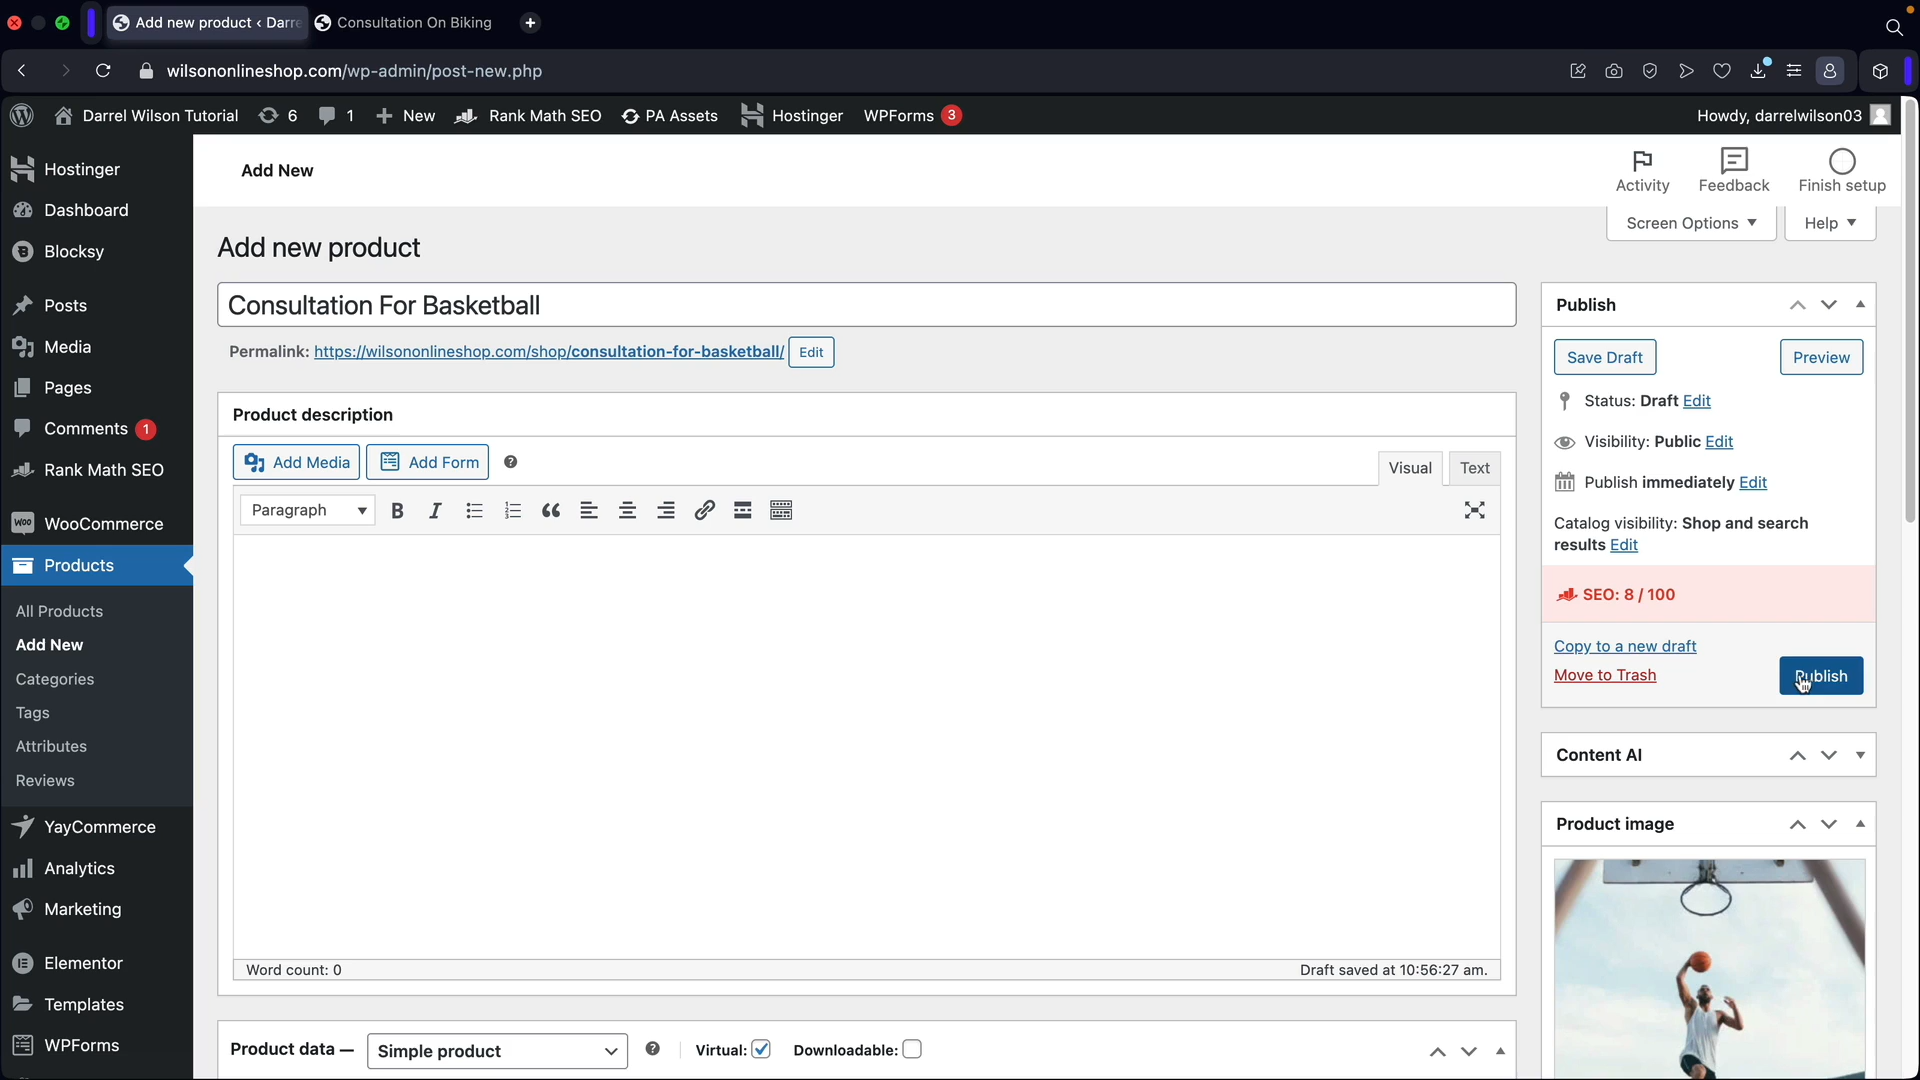 Add new product < Darre
Consultation On Biking
wilsononlineshop.com/wp-admin/post-new.php
Darrel Wilson Tutorial
6
1
New
Rank Math SEO
PA Assets
Hostinger
WPForms 3
Howdy, darrelwilson03
Hostinger
Dashboard
Blocksy
Posts
Media
Pages
Comments 1
Rank Math SEO
WooCommerce
Products
All Products
Add New
Categories
Tags
Attributes
Reviews
YayCommerce
Analytics
Marketing
Elementor
Templates
WPForms
Add New
Activity
Feedback
Finish setup
Screen Options
Help
Add new product
Consultation For Basketball
Permalink: https://wilsononlineshop.com/shop/consultation-for-basketball/ Edit
Product description
Add Media
Add Form
Visual
Text
Paragraph
Word count: 0
Draft saved at 10:56:27 am.
Product data —
Simple product
Virtual:
Downloadable:
Publish
Save Draft
Preview
Status: Draft Edit
Visibility: Public Edit
Publish immediately Edit
Catalog visibility: Shop and search
results Edit
SEO: 8 / 100
Copy to a new draft
Move to Trash
Publish
Content AI
Product image